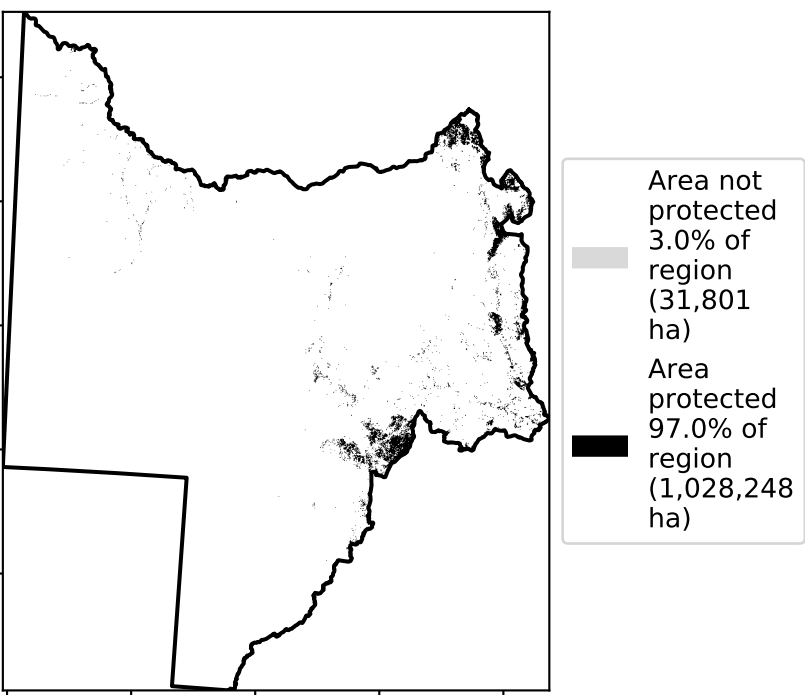 Area not
protected
3.0% of
region
(31,801
ha)
Area
protected
97.0% of
region
(1,028,248
ha)